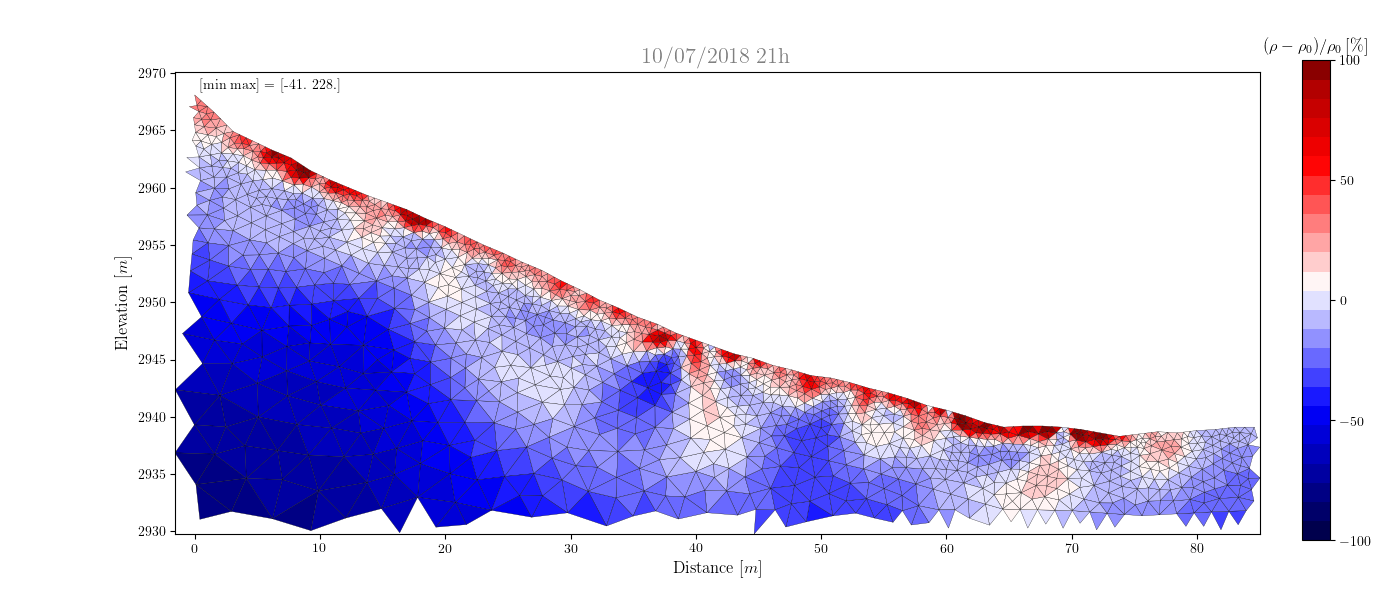 10/07/2018 21h
(ρ − ρ₀)/ρ₀ [%]
[min max] = [-41. 228.]
2970
2965
2960
2955
2950
2945
2940
2935
2930
Elevation [m]
0 10 20 30 40 50 60 70 80
Distance [m]
100
50
0
−50
−100